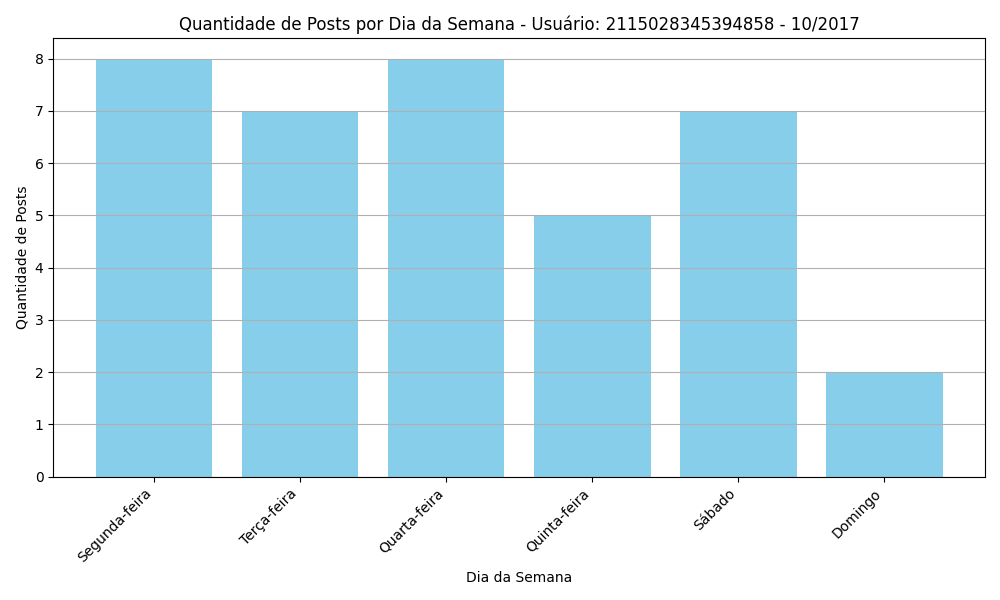 Quantidade de Posts por Dia da Semana - Usuário: 2115028345394858 - 10/2017
Quantidade de Posts
8
7
6
5
4
3
2
1
0
Segunda-feira
Terça-feira
Quarta-feira
Quinta-feira
Sábado
Domingo
Dia da Semana